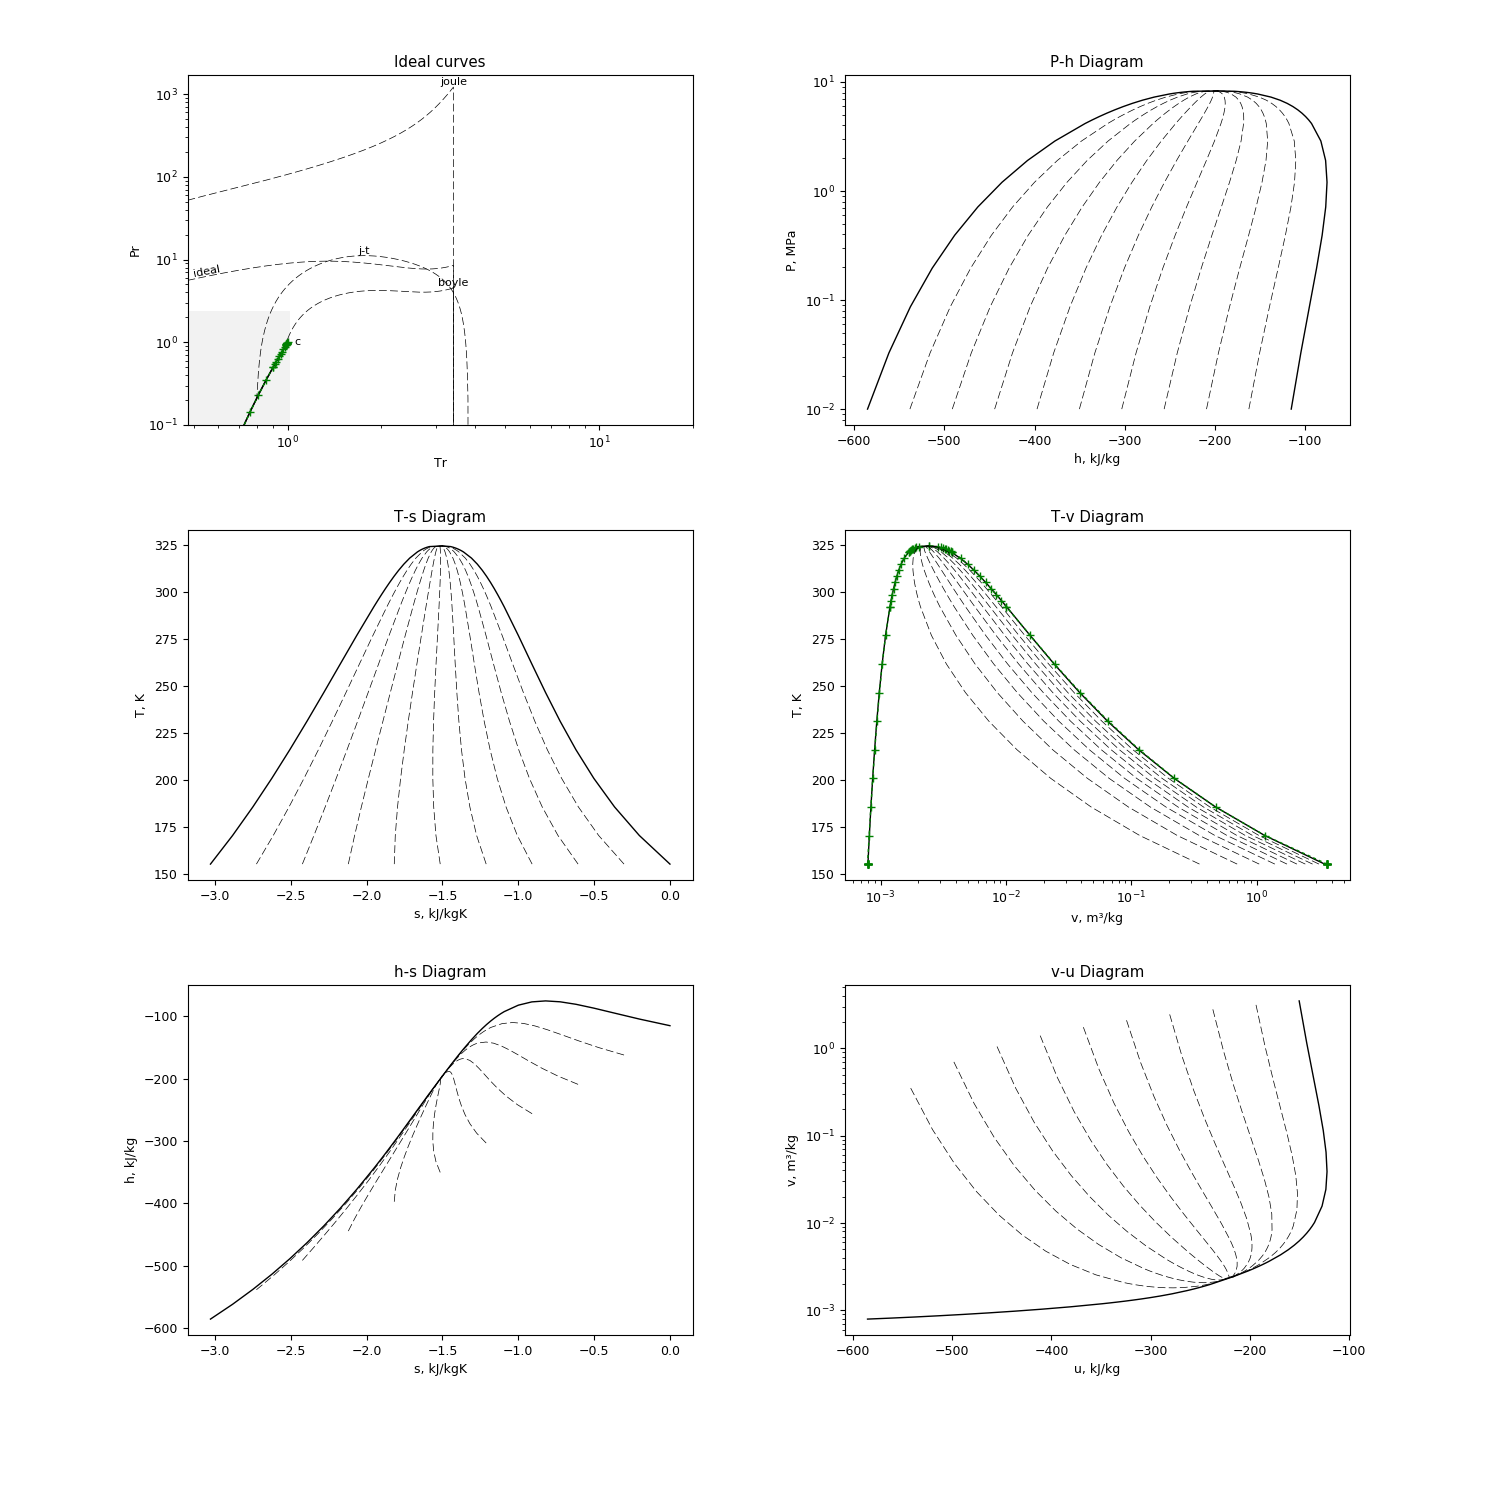 Ideal curves
10³
10²
10¹
10⁰
10⁻¹
Pr
joule
j-t
ideal
boyle
c
10⁰ 10¹
Tr
P-h Diagram
10¹
10⁰
10⁻¹
10⁻²
P, MPa
−600 −500 −400 −300 −200 −100
h, kJ/kg
T-s Diagram
325
300
275
250
225
200
175
150
T, K
−3.0 −2.5 −2.0 −1.5 −1.0 −0.5 0.0
s, kJ/kgK
T-v Diagram
325
300
275
250
225
200
175
150
T, K
10⁻³ 10⁻² 10⁻¹ 10⁰
v, m³/kg
h-s Diagram
−100
−200
−300
−400
−500
−600
h, kJ/kg
−3.0 −2.5 −2.0 −1.5 −1.0 −0.5 0.0
s, kJ/kgK
v-u Diagram
10⁰
10⁻¹
10⁻²
10⁻³
v, m³/kg
−600 −500 −400 −300 −200 −100
u, kJ/kg